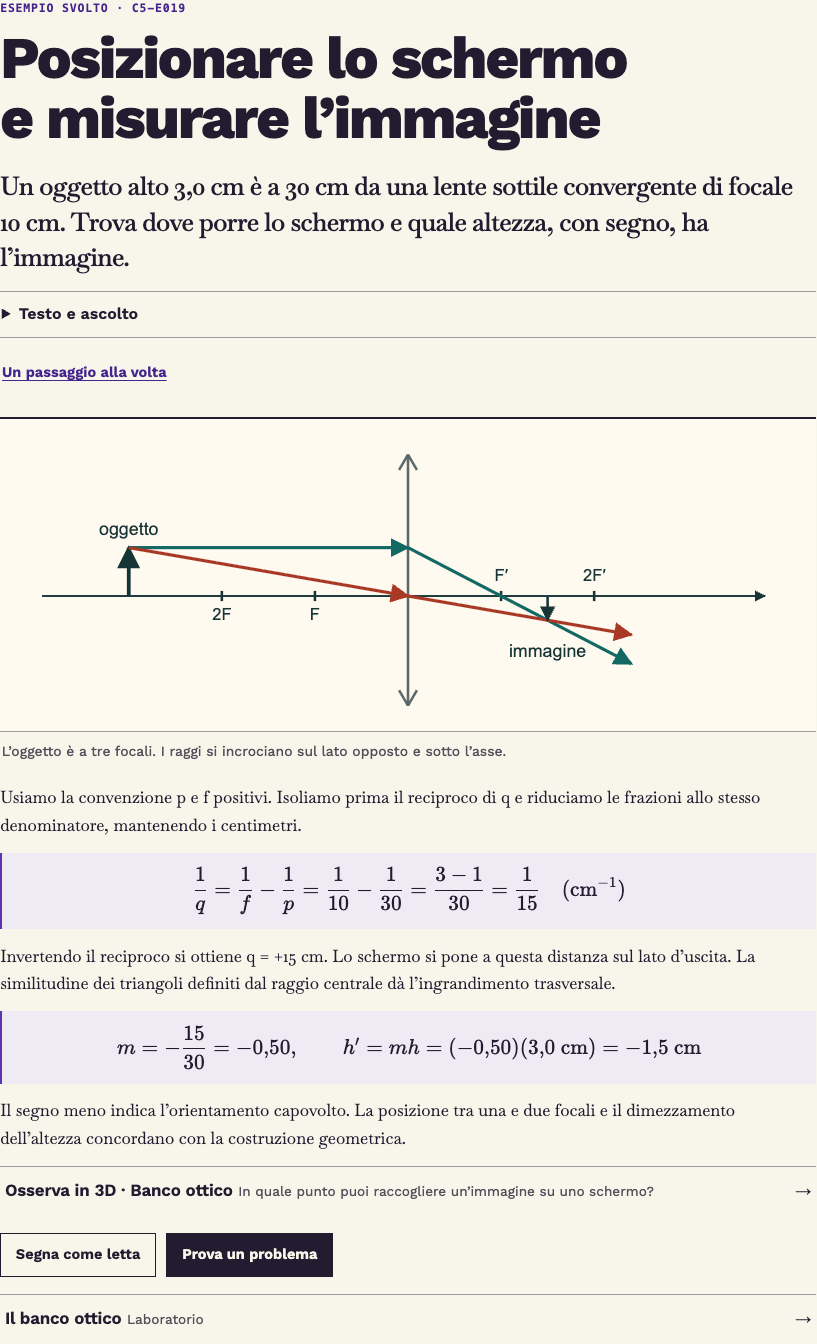 ESEMPIO SVOLTO · C5-E019
Posizionare lo schermo
e misurare l’immagine
Un oggetto alto 3,0 cm è a 30 cm da una lente sottile convergente di focale
10 cm. Trova dove porre lo schermo e quale altezza, con segno, ha
l’immagine.
▶ Testo e ascolto
Un passaggio alla volta
oggetto
F′ 2F′
2F F
immagine
L’oggetto è a tre focali. I raggi si incrociano sul lato opposto e sotto l’asse.
Usiamo la convenzione p e f positivi. Isoliamo prima il reciproco di q e riduciamo le frazioni allo stesso
denominatore, mantenendo i centimetri.
1/q = 1/f − 1/p = 1/10 − 1/30 = (3 − 1)/30 = 1/15 (cm⁻¹)
Invertendo il reciproco si ottiene q = +15 cm. Lo schermo si pone a questa distanza sul lato d’uscita. La
similitudine dei triangoli definiti dal raggio centrale dà l’ingrandimento trasversale.
m = −15/30 = −0,50, h′ = mh = (−0,50)(3,0 cm) = −1,5 cm
Il segno meno indica l’orientamento capovolto. La posizione tra una e due focali e il dimezzamento
dell’altezza concordano con la costruzione geometrica.
Osserva in 3D · Banco ottico In quale punto puoi raccogliere un’immagine su uno schermo? →
Segna come letta Prova un problema
Il banco ottico Laboratorio →